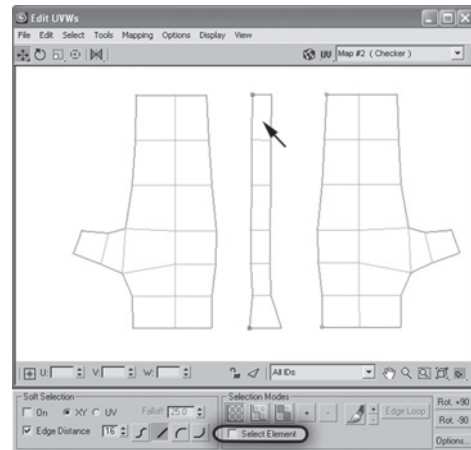 Edit UVWs
File Edit Select Tools Mapping Options Display View
UV Map #2 ( Checker )
U: V: W: All IDs
Soft Selection
Selection Modes
On XY UV Falloff: 25.0
+ - + - Edge Loop
Rot. +90
Edge Distance 16
Select Element
Rot. -90
Options...